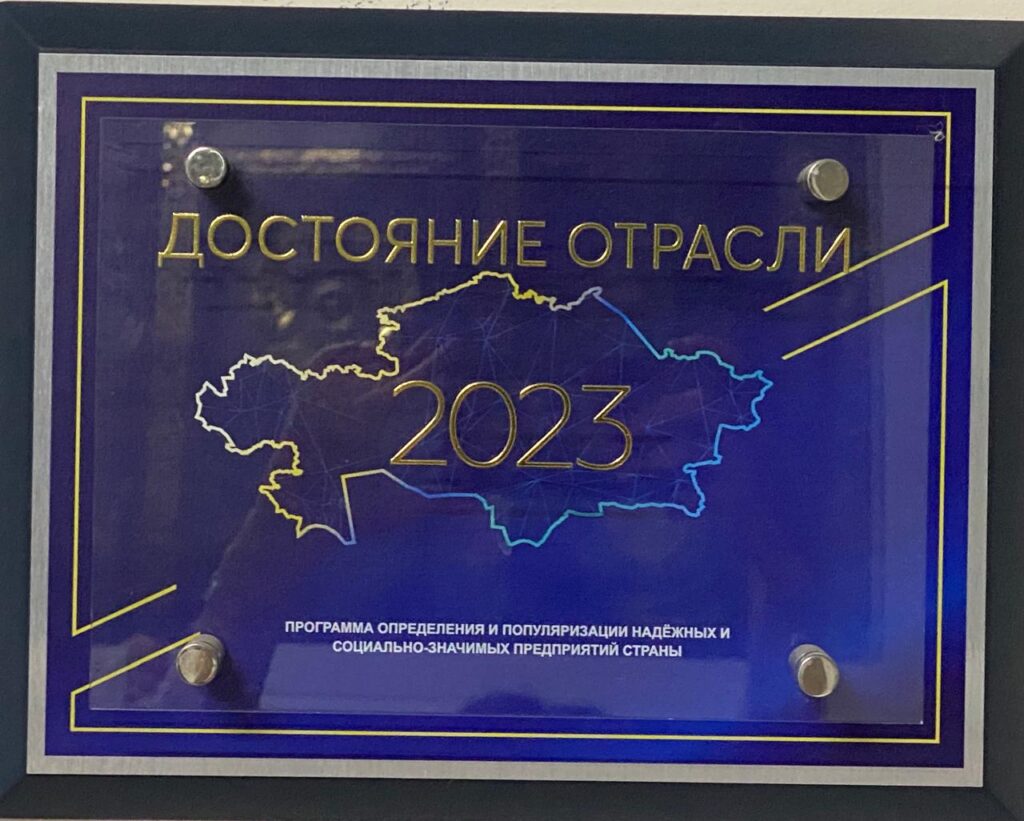 ДОСТОЯНИЕ ОТРАСЛИ
2023
ПРОГРАММА ОПРЕДЕЛЕНИЯ И ПОПУЛЯРИЗАЦИИ НАДЁЖНЫХ И
СОЦИАЛЬНО-ЗНАЧИМЫХ ПРЕДПРИЯТИЙ СТРАНЫ